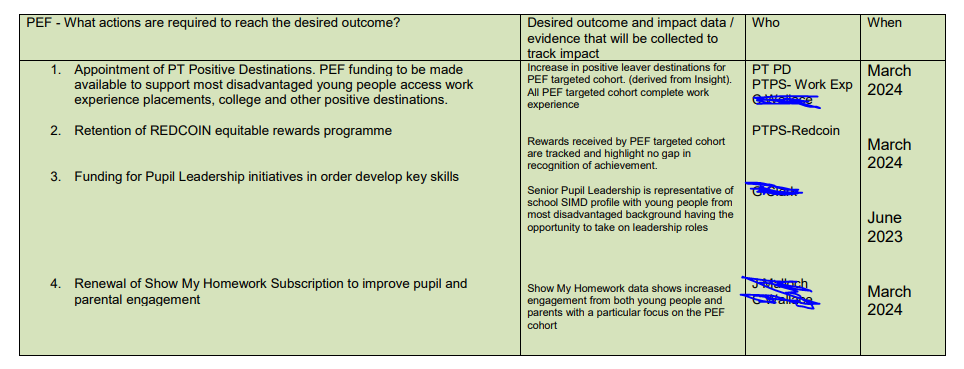 PEF - What actions are required to reach the desired outcome?
Desired outcome and impact data /
evidence that will be collected to
track impact
Who
When
1. Appointment of PT Positive Destinations. PEF funding to be made
available to support most disadvantaged young people access work
experience placements, college and other positive destinations.
Increase in positive leaver destinations for
PEF targeted cohort. (derived from Insight).
All PEF targeted cohort complete work
experience
PT PD
PTPS- Work Exp
March
2024
2. Retention of REDCOIN equitable rewards programme
Rewards received by PEF targeted cohort
are tracked and highlight no gap in
recognition of achievement.
PTPS-Redcoin
March
2024
3. Funding for Pupil Leadership initiatives in order develop key skills
Senior Pupil Leadership is representative of
school SIMD profile with young people from
most disadvantaged background having the
opportunity to take on leadership roles
June
2023
4. Renewal of Show My Homework Subscription to improve pupil and
parental engagement
Show My Homework data shows increased
engagement from both young people and
parents with a particular focus on the PEF
cohort
March
2024